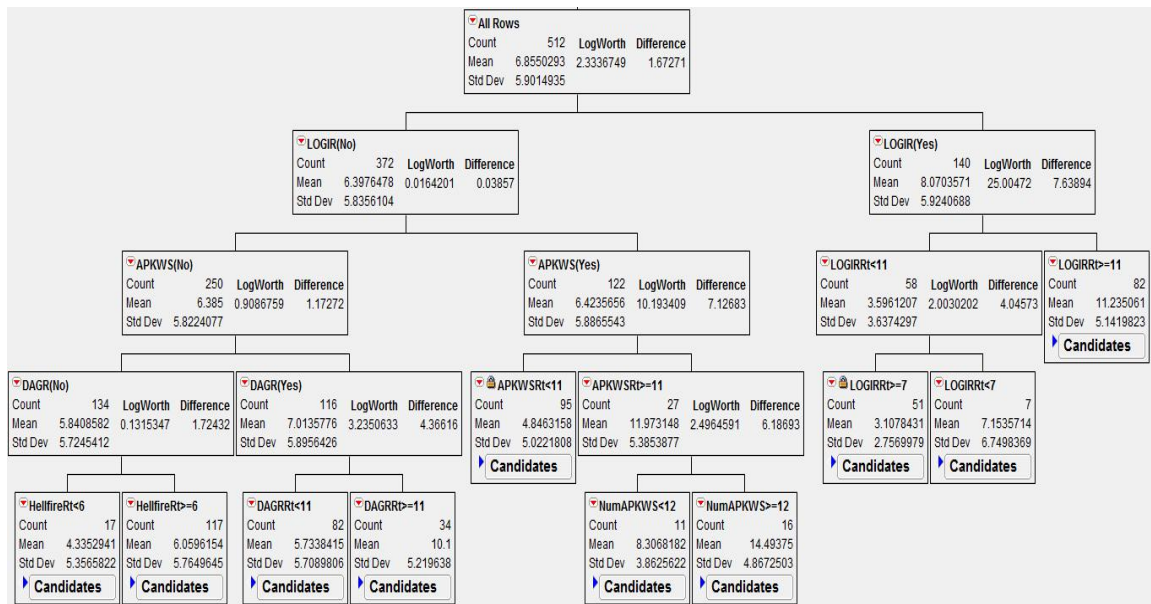 All Rows
Count 512 LogWorth Difference
Mean 6.8550293 2.3336749 1.67271
Std Dev 5.9014935
LOGIR(No)
Count 372 LogWorth Difference
Mean 6.3976478 0.0164201 0.03857
Std Dev 5.8356104
LOGIR(Yes)
Count 140 LogWorth Difference
Mean 8.0703571 25.00472 7.63894
Std Dev 5.9240688
APKWS(No)
Count 250 LogWorth Difference
Mean 6.385 0.9086759 1.17272
Std Dev 5.8224077
APKWS(Yes)
Count 122 LogWorth Difference
Mean 6.4235656 10.193409 7.12683
Std Dev 5.8865543
LOGIRRt<11
Count 58 LogWorth Difference
Mean 3.5961207 2.0030202 4.04573
Std Dev 3.6374297
LOGIRRt>=11
Count 82
Mean 11.235061
Std Dev 5.1419823
Candidates
DAGR(No)
Count 134 LogWorth Difference
Mean 5.8408582 0.1315347 1.72432
Std Dev 5.7245412
DAGR(Yes)
Count 116 LogWorth Difference
Mean 7.0135776 3.2350633 4.36616
Std Dev 5.8956426
APKWSRt<11
Count 95
Mean 4.8463158
Std Dev 5.0221808
Candidates
APKWSRt>=11
Count 27 LogWorth Difference
Mean 11.973148 2.4964591 6.18693
Std Dev 5.3853877
LOGIRRt>=7
Count 51
Mean 3.1078431
Std Dev 2.7569979
Candidates
LOGIRRt<7
Count 7
Mean 7.1535714
Std Dev 6.7498369
Candidates
HellfireRt<6
Count 17
Mean 4.3352941
Std Dev 5.3565822
Candidates
HellfireRt>=6
Count 117
Mean 6.0596154
Std Dev 5.7649645
Candidates
DAGRRt<11
Count 82
Mean 5.7338415
Std Dev 5.7089806
Candidates
DAGRRt>=11
Count 34
Mean 10.1
Std Dev 5.219638
Candidates
NumAPKWS<12
Count 11
Mean 8.3068182
Std Dev 3.8625622
Candidates
NumAPKWS>=12
Count 16
Mean 14.49375
Std Dev 4.8672503
Candidates